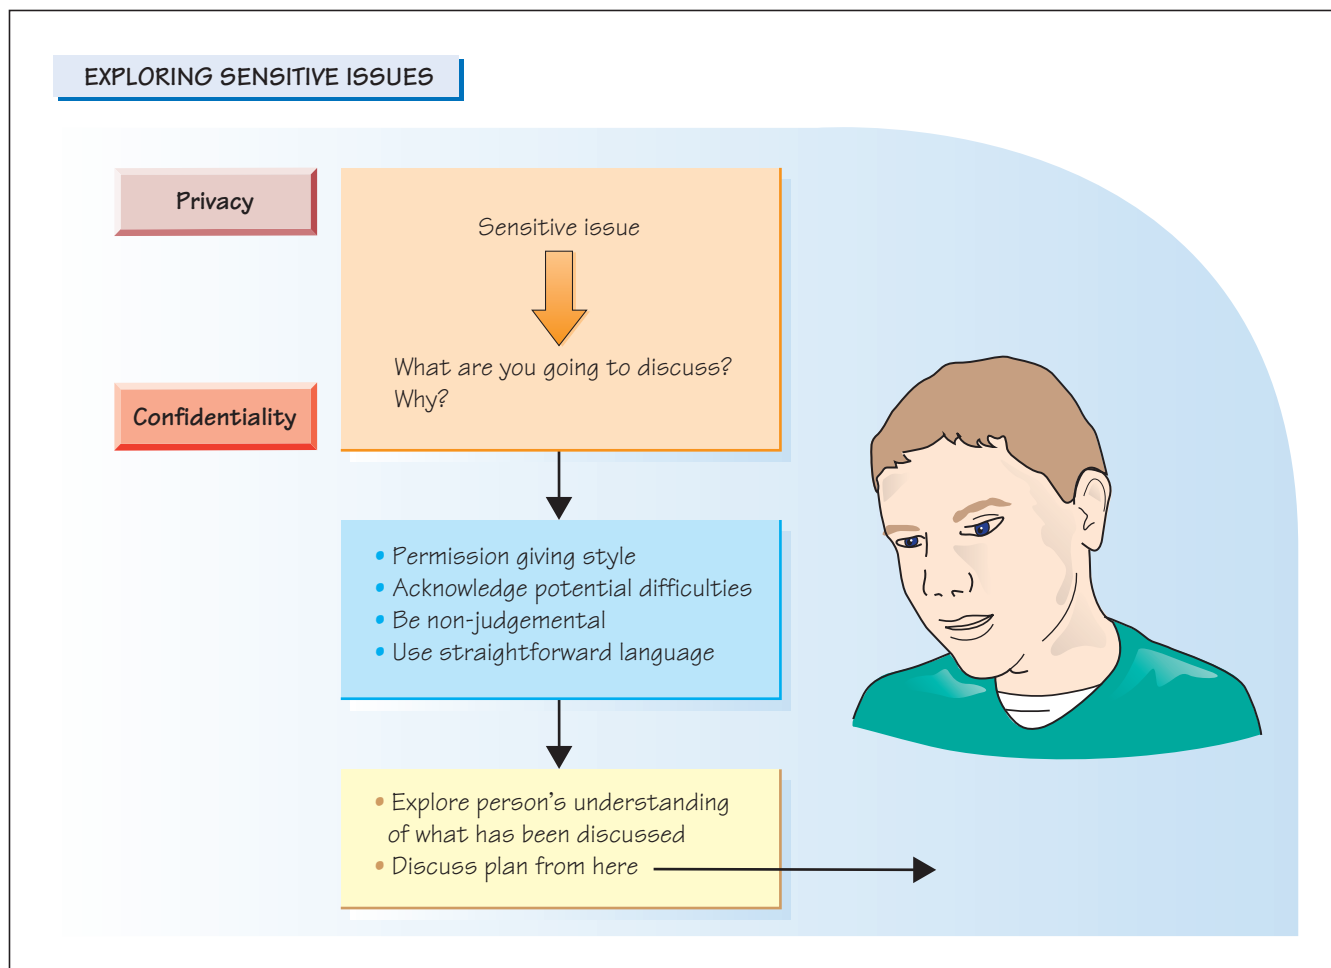 EXPLORING SENSITIVE ISSUES
Privacy
Sensitive issue
What are you going to discuss?
Why?
Confidentiality
• Permission giving style
• Acknowledge potential difficulties
• Be non-judgemental
• Use straightforward language
• Explore person’s understanding
of what has been discussed
• Discuss plan from here